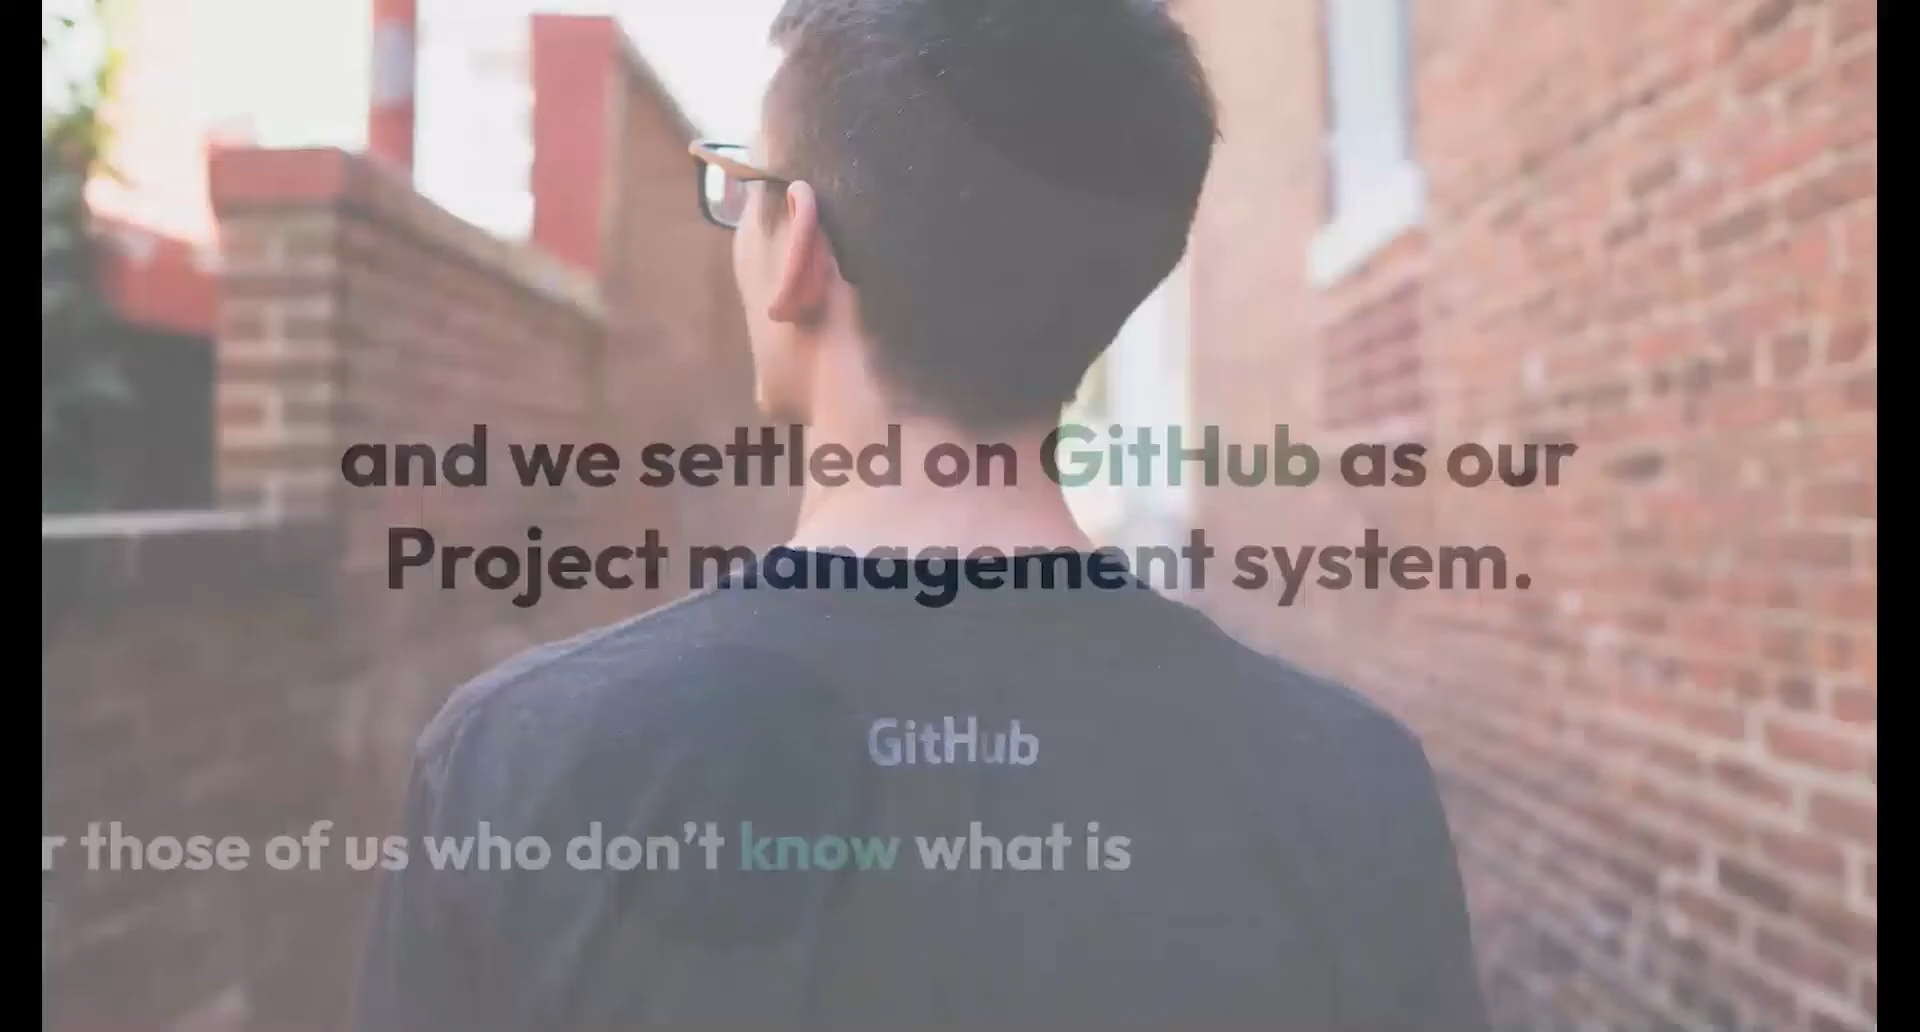 and we settled on GitHub as our
Project management system.
GitHub
r those of us who don't know what is